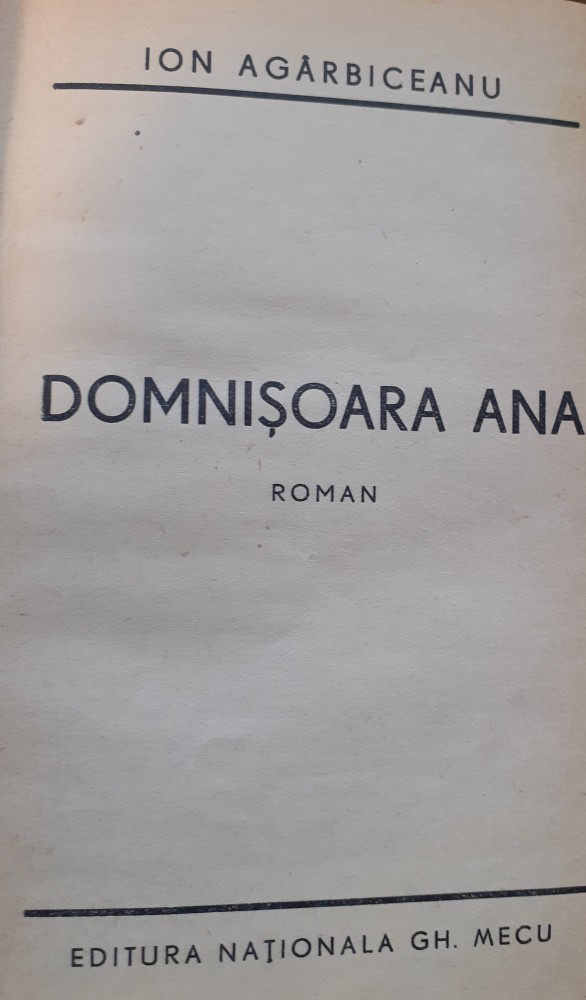 ION AGÂRBICEANU
DOMNIȘOARA ANA
ROMAN
EDITURA NAȚIONALA GH. MECU